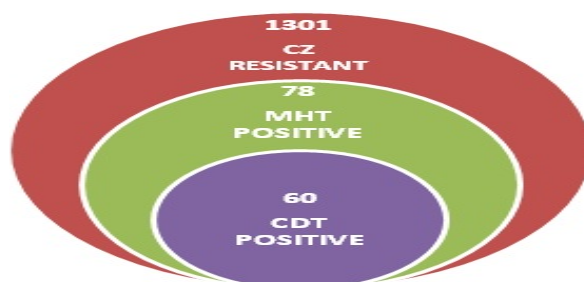 1301
CZ
RESISTANT
78
MHT
POSITIVE
60
CDT
POSITIVE